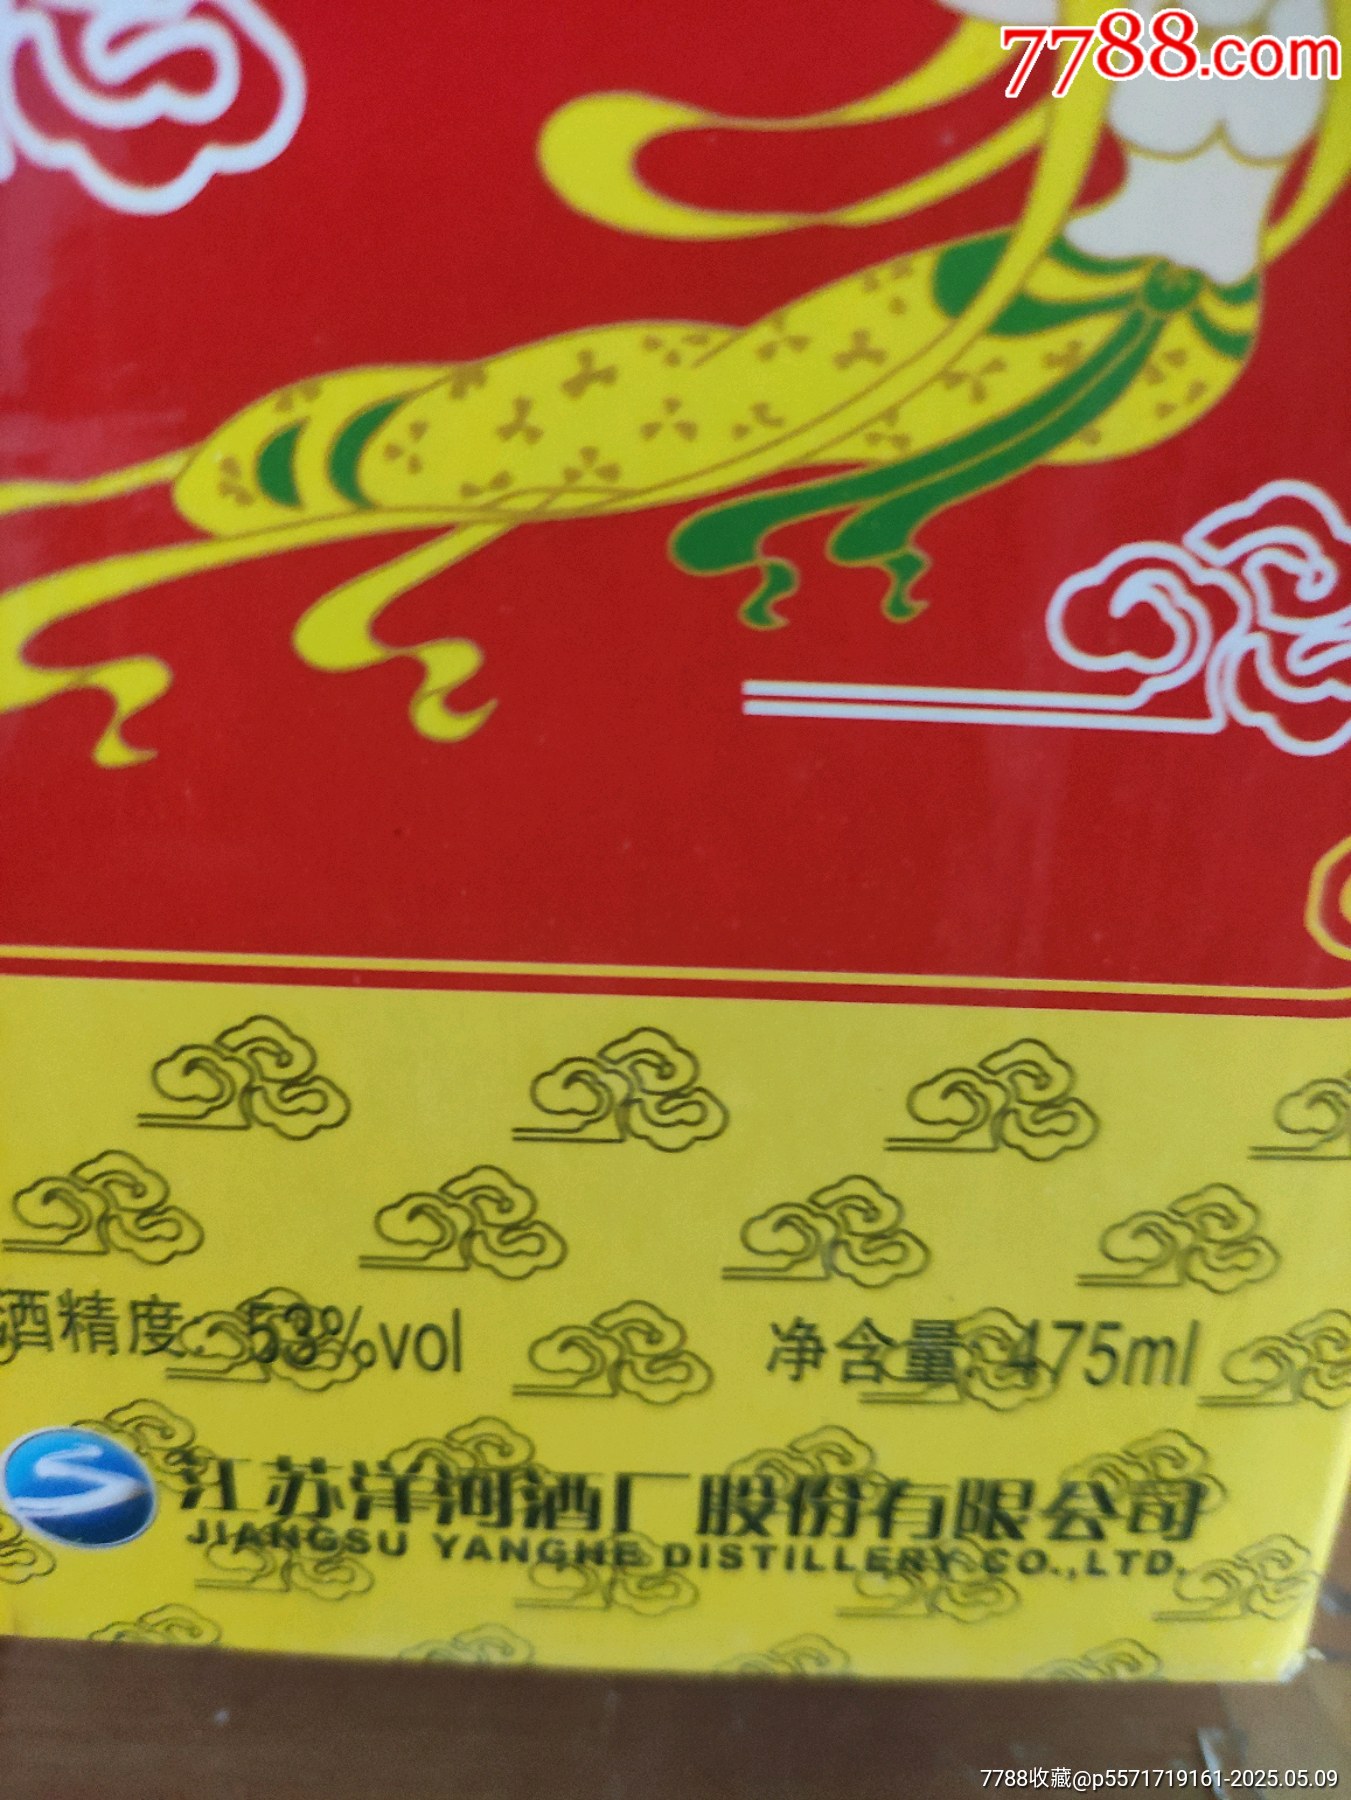 7788.com
酒精度: 53%vol
净含量: 475ml
江苏洋河酒厂股份有限公司
JIANGSU YANGHE DISTILLERY CO.,LTD.
7788收藏@p5571719161-2025.05.09